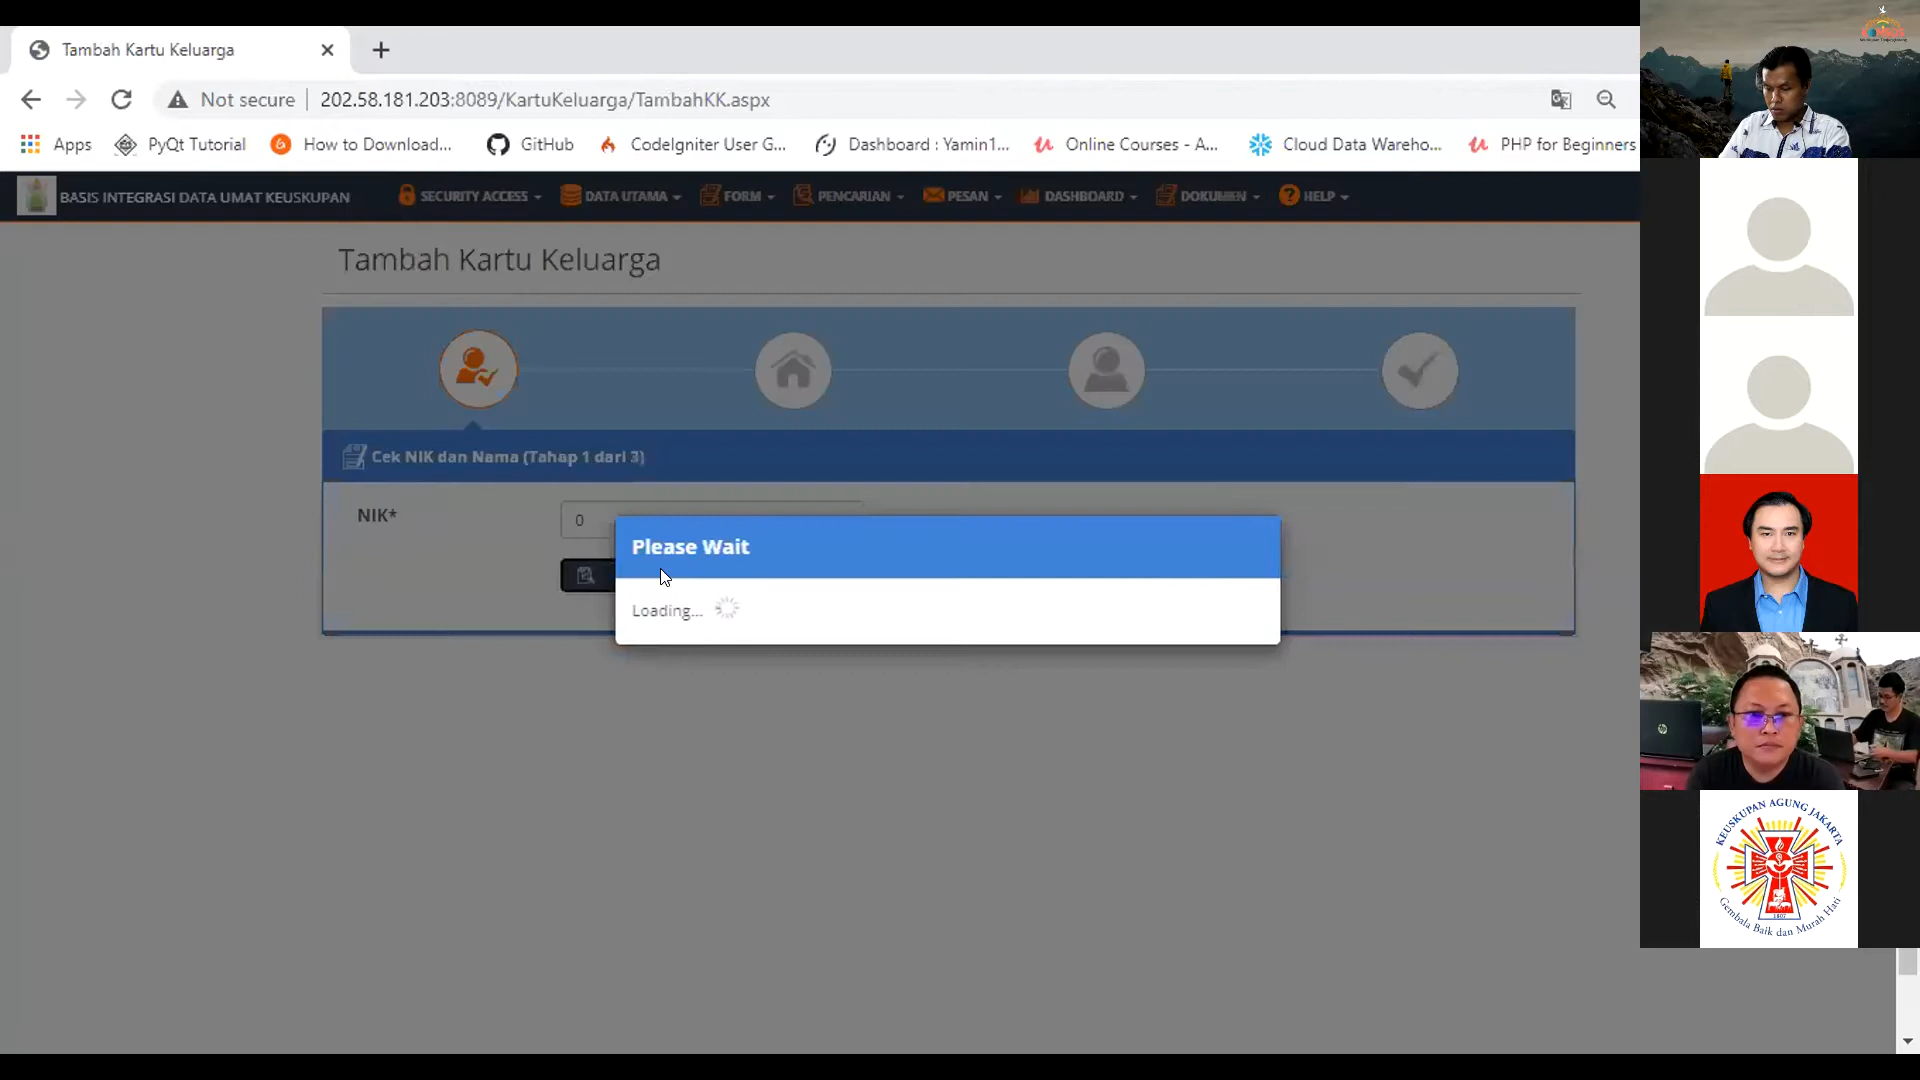 Tambah Kartu Keluarga
Not secure
202.58.181.203:8089/KartuKeluarga/TambahKK.aspx
Apps
PyQt Tutorial
How to Download...
GitHub
CodeIgniter User G...
Dashboard : Yamin1...
Online Courses - A...
Cloud Data Wareho...
PHP for Beginners
BASIS INTEGRASI DATA UMAT KEUSKUPAN
SECURITY ACCESS
DATA UTAMA
FORM
PENCARIAN
PESAN
DASHBOARD
DOKUMEN
HELP
Tambah Kartu Keluarga
Cek NIK dan Nama (Tahap 1 dari 3)
NIK*
0
Please Wait
Loading...
KEUSKUPAN AGUNG JAKARTA
1807
Gembala Baik dan Murah Hati